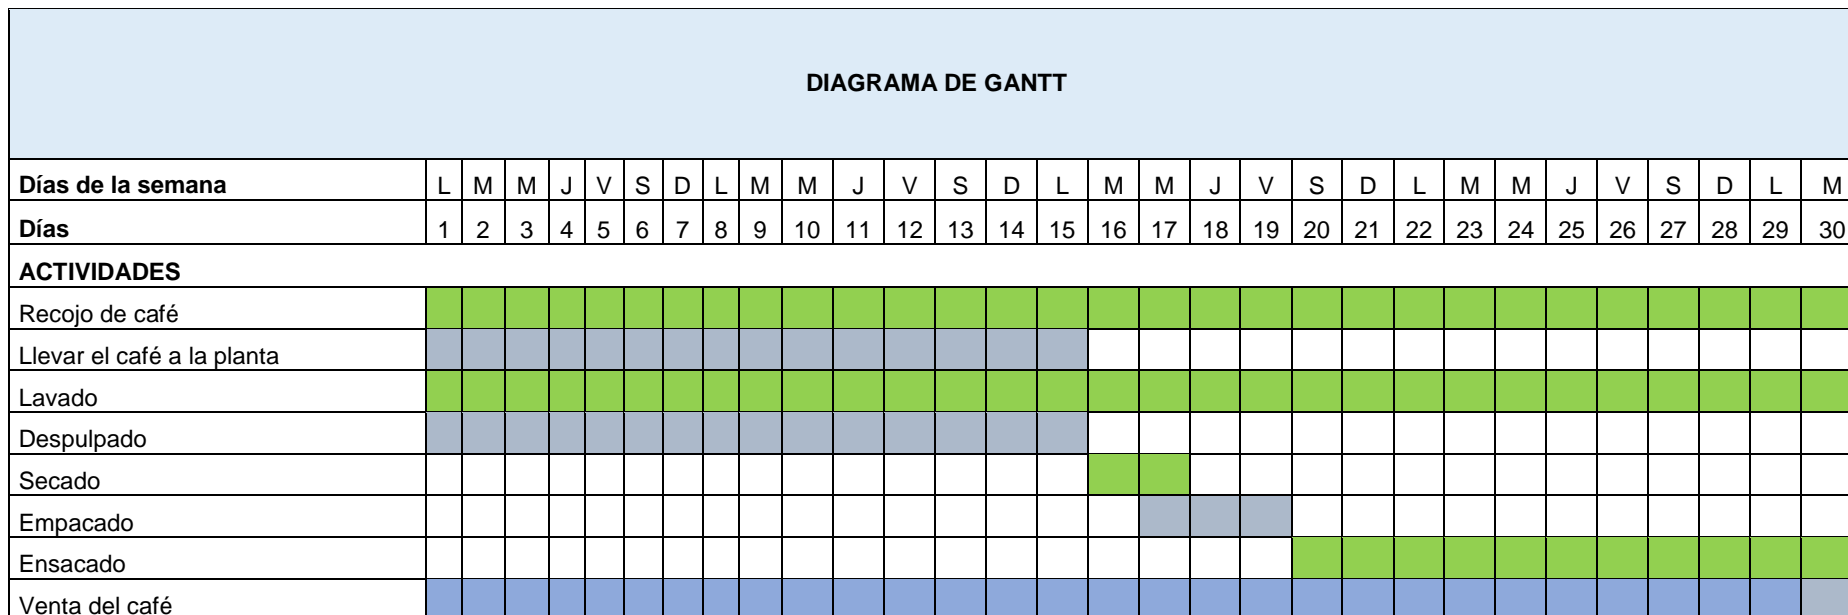 DIAGRAMA DE GANTT
Días de la semana L M M J V S D L M M J V S D L M M J V S D L M M J V S D L M
Días 1 2 3 4 5 6 7 8 9 10 11 12 13 14 15 16 17 18 19 20 21 22 23 24 25 26 27 28 29 30
ACTIVIDADES
Recojo de café
Llevar el café a la planta
Lavado
Despulpado
Secado
Empacado
Ensacado
Venta del café